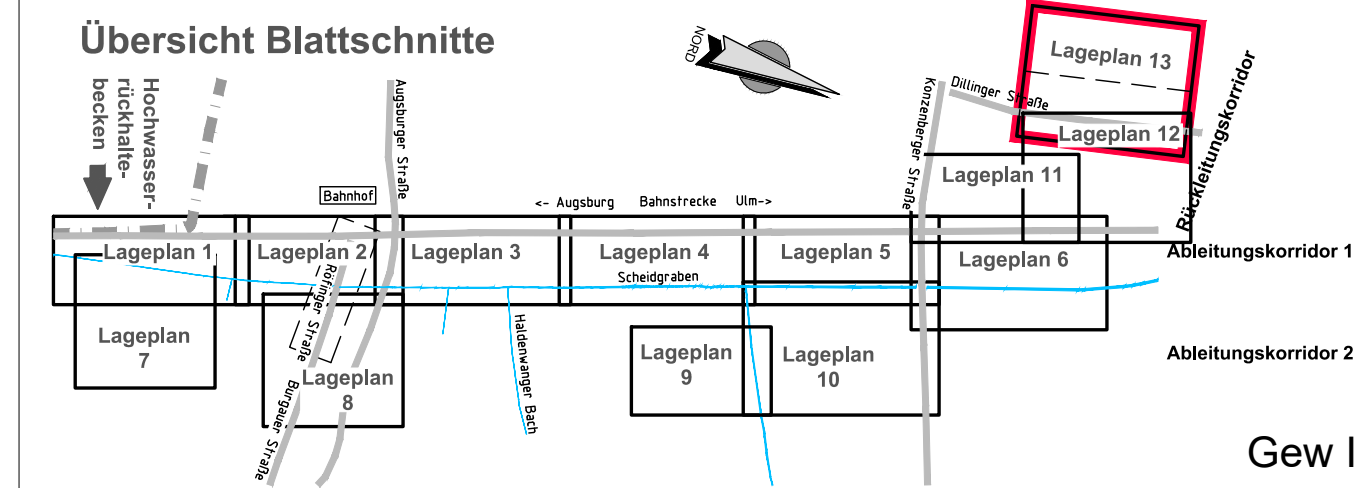 Übersicht Blattschnitte
Hochwasser-
rückhalte-
becken
Augsburger Straße
NORD
Konzenberger Straße
Dillinger Straße
Lageplan 13
Lageplan 12
Rückleitungskorridor
Lageplan 11
Bahnhof
<- Augsburg Bahnstrecke Ulm->
Lageplan 1
Lageplan 2
Lageplan 3
Lageplan 4
Lageplan 5
Lageplan 6
Ableitungskorridor 1
Scheidgraben
Röfinger Straße
Haldenwanger Bach
Lageplan
7
Lageplan
8
Burgauer Straße
Lageplan
9
Lageplan
10
Ableitungskorridor 2
Gew I